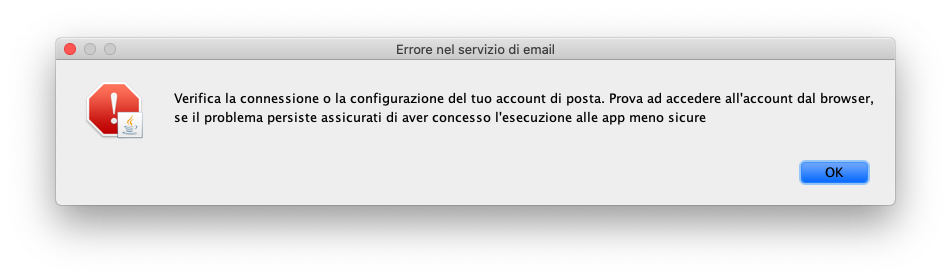 Errore nel servizio di email
Verifica la connessione o la configurazione del tuo account di posta. Prova ad accedere all'account dal browser,
se il problema persiste assicurati di aver concesso l'esecuzione alle app meno sicure
OK